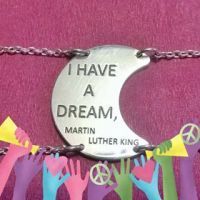 I HAVE
A
DREAM,
MARTIN
LUTHER KING